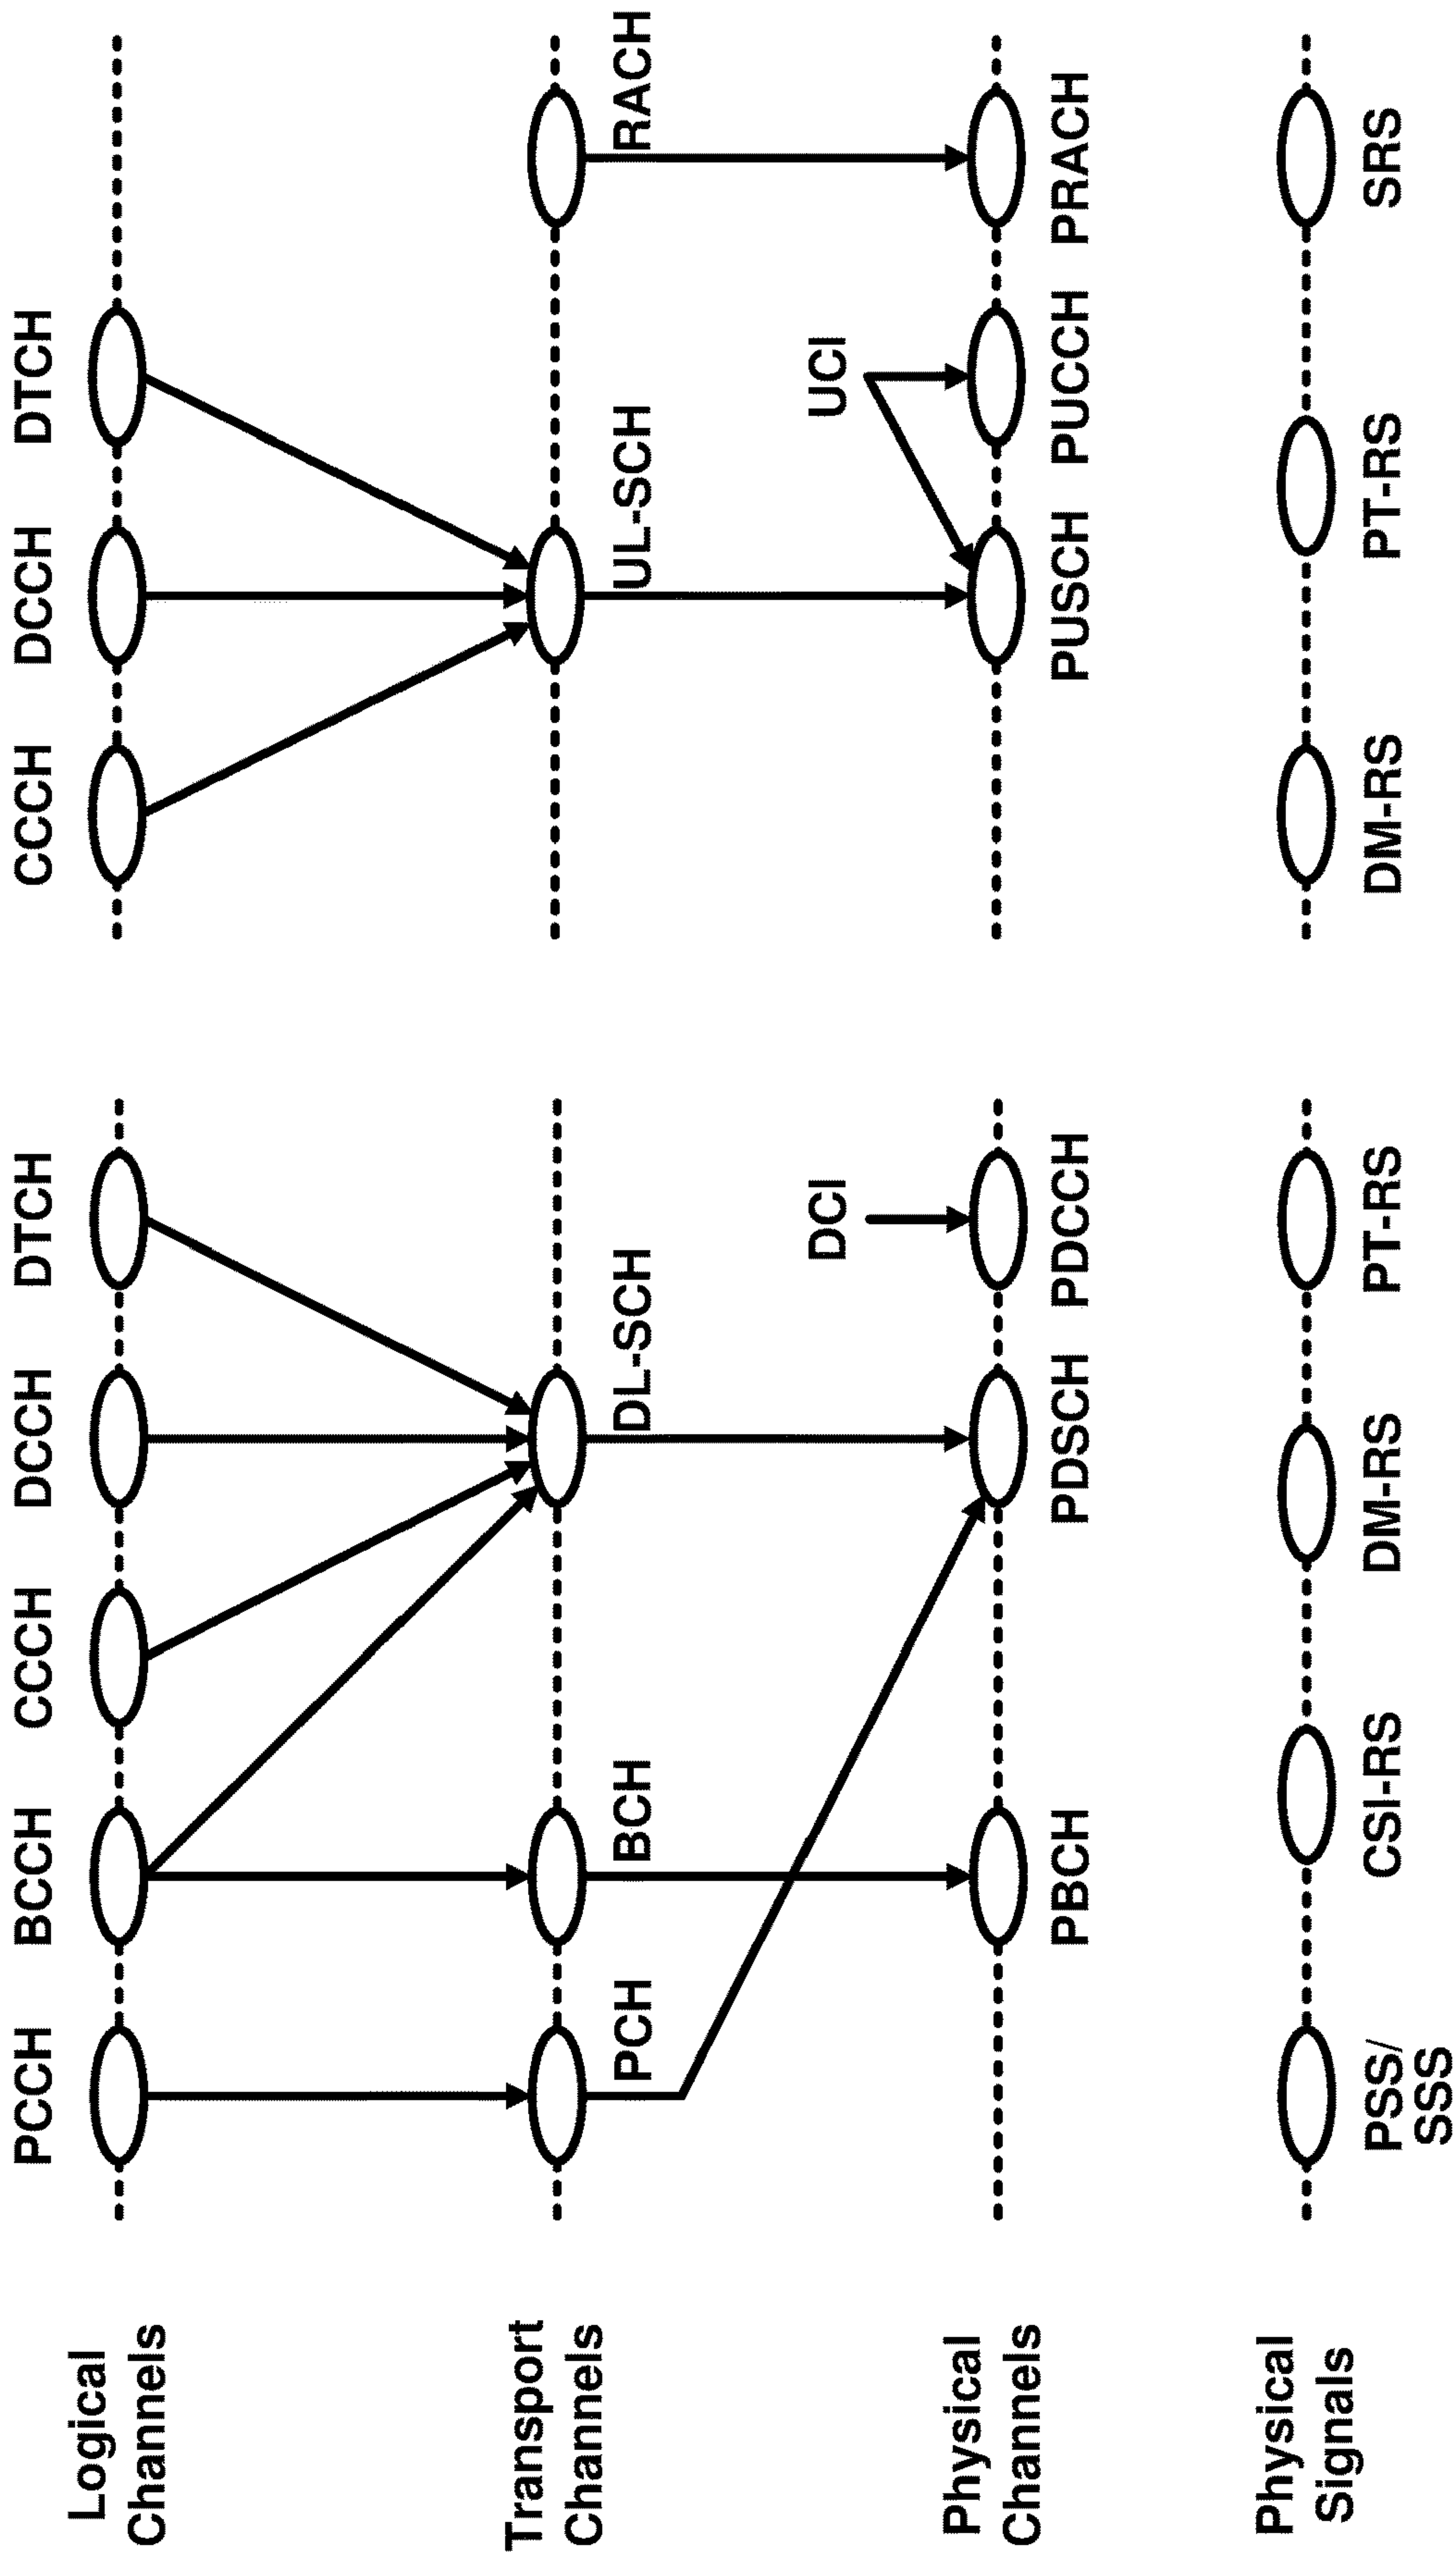 PCCH
BCCH
CCCH
DCCH
DTCH
CCCH
DCCH
DTCH
Logical
Channels
Transport
Channels
PCH
BCH
DL-SCH
UL-SCH
RACH
DCI
UCI
Physical
Channels
PBCH
PDSCH
PDCCH
PUSCH
PUCCH
PRACH
Physical
Signals
PSS/
SSS
CSI-RS
DM-RS
PT-RS
DM-RS
PT-RS
SRS